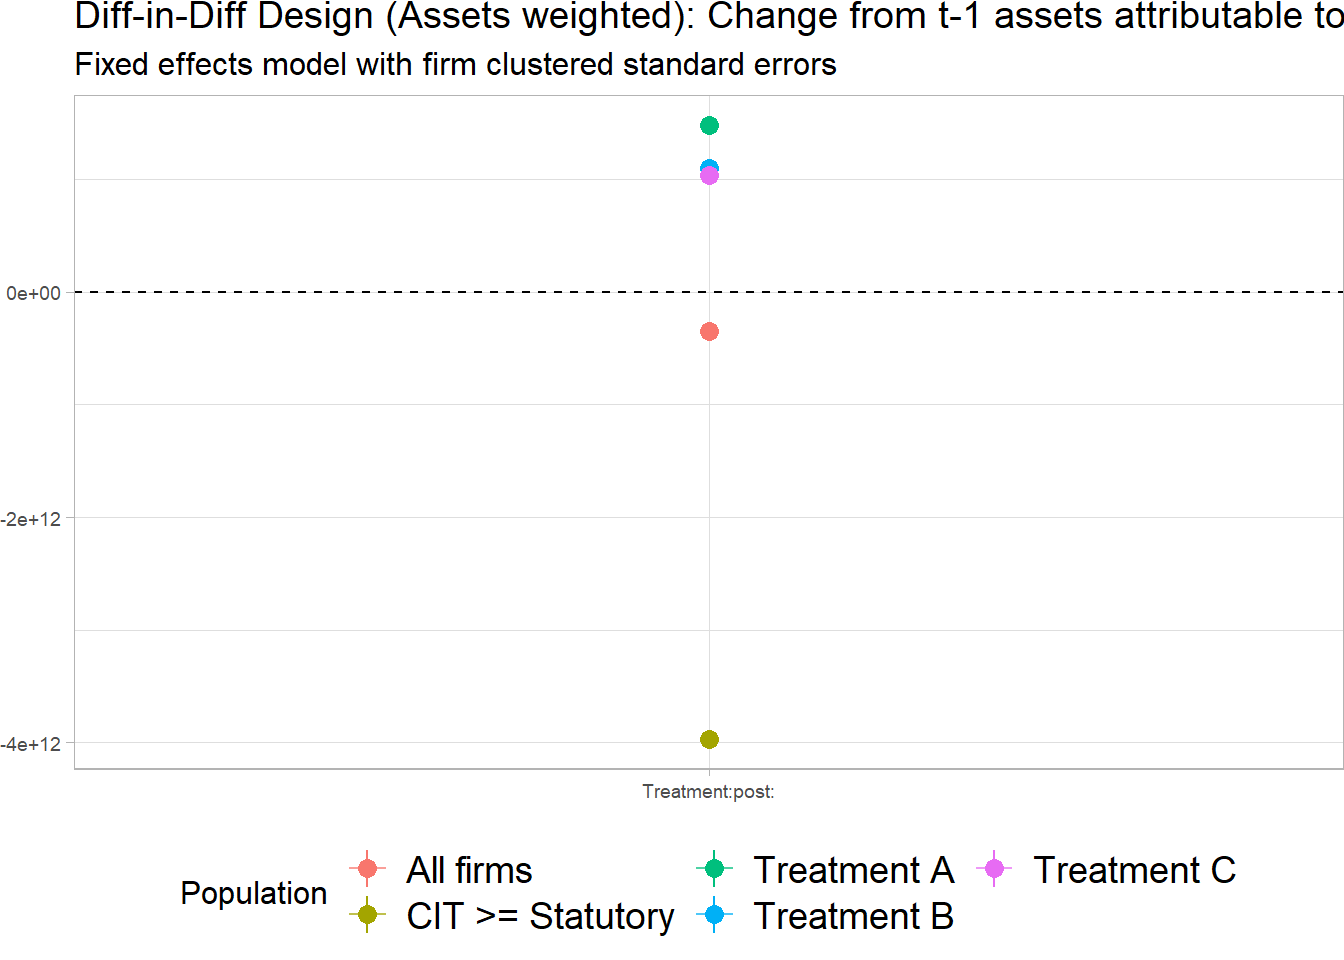 Diff-in-Diff Design (Assets weighted): Change from t-1 assets attributable to
Fixed effects model with firm clustered standard errors
0e+00
-2e+12
-4e+12
Treatment:post:
Population
All firms
CIT >= Statutory
Treatment A
Treatment B
Treatment C